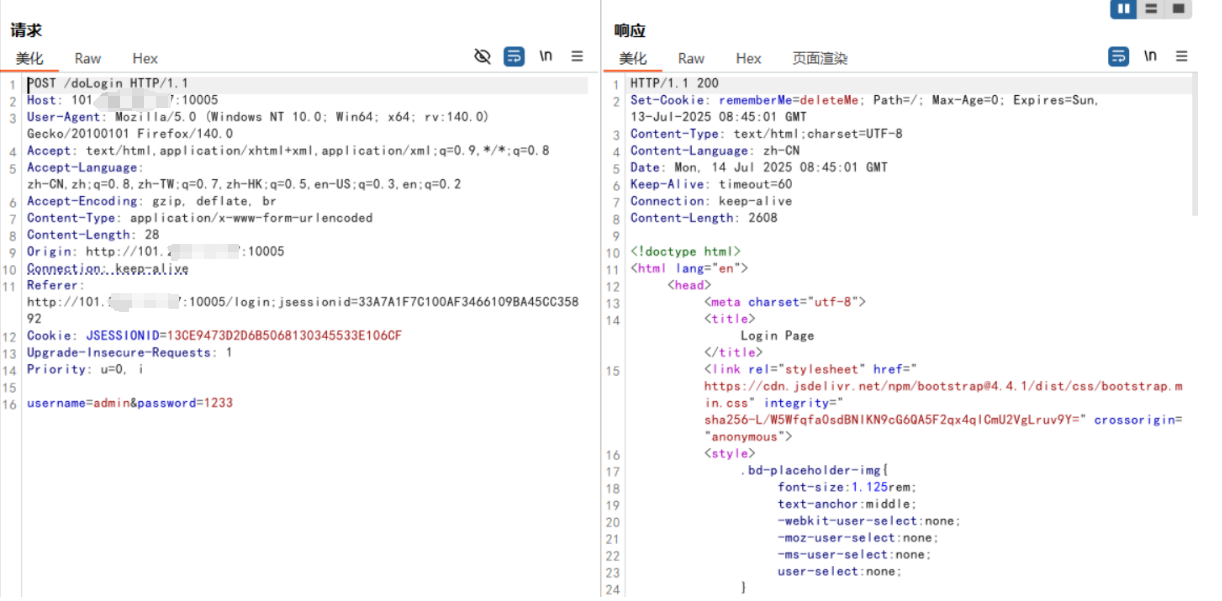 请求
美化 Raw Hex \n
1 POST /doLogin HTTP/1.1
2 Host: 101. :10005
3 User-Agent: Mozilla/5.0 (Windows NT 10.0; Win64; x64; rv:140.0)
Gecko/20100101 Firefox/140.0
4 Accept: text/html,application/xhtml+xml,application/xml;q=0.9,*/*;q=0.8
5 Accept-Language:
zh-CN,zh;q=0.8,zh-TW;q=0.7,zh-HK;q=0.5,en-US;q=0.3,en;q=0.2
6 Accept-Encoding: gzip, deflate, br
7 Content-Type: application/x-www-form-urlencoded
8 Content-Length: 28
9 Origin: http://101. :10005
10 Connection: keep-alive
11 Referer:
http://101. :10005/login;jsessionid=33A7A1F7C100AF3466109BA45CC358
92
12 Cookie: JSESSIONID=13CE9473D2D6B5068130345533E106CF
13 Upgrade-Insecure-Requests: 1
14 Priority: u=0, i
15
16 username=admin&password=1233
响应
美化 Raw Hex 页面渲染 \n
1 HTTP/1.1 200
2 Set-Cookie: rememberMe=deleteMe; Path=/; Max-Age=0; Expires=Sun,
13-Jul-2025 08:45:01 GMT
3 Content-Type: text/html;charset=UTF-8
4 Content-Language: zh-CN
5 Date: Mon, 14 Jul 2025 08:45:01 GMT
6 Keep-Alive: timeout=60
7 Connection: keep-alive
8 Content-Length: 2608
9
10 <!doctype html>
11 <html lang="en">
12 <head>
13 <meta charset="utf-8">
14 <title>
Login Page
</title>
15 <link rel="stylesheet" href="
https://cdn.jsdelivr.net/npm/bootstrap@4.4.1/dist/css/bootstrap.m
in.css" integrity="
sha256-L/W5Wfqfa0sdBNIKN9cG6QA5F2qx4qICmU2VgLruv9Y=" crossorigin=
"anonymous">
16 <style>
17 .bd-placeholder-img{
18 font-size:1.125rem;
19 text-anchor:middle;
20 -webkit-user-select:none;
21 -moz-user-select:none;
22 -ms-user-select:none;
23 user-select:none;
24 }